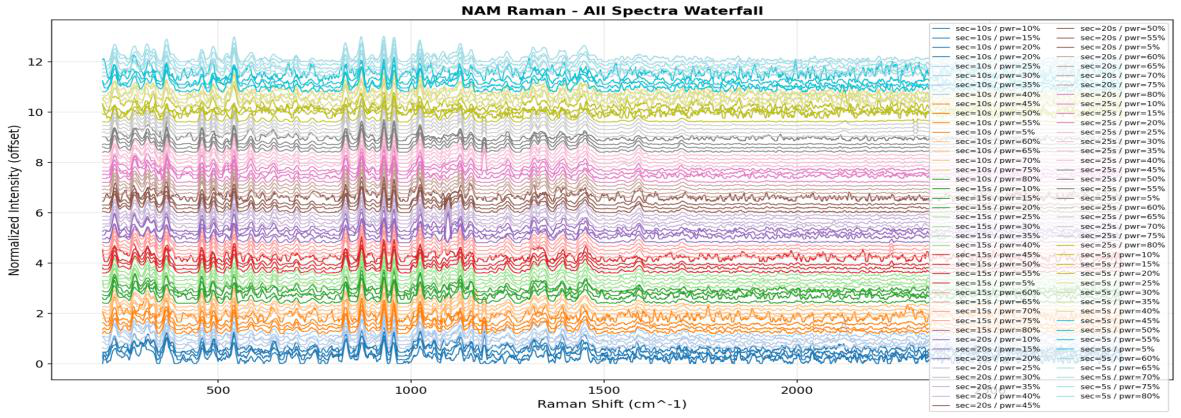 NAM Raman - All Spectra Waterfall
Normalized Intensity (offset)
12
10
8
6
4
2
0
500
1000
1500
2000
Raman Shift (cm^-1)
sec=10s / pwr=10%
sec=10s / pwr=15%
sec=10s / pwr=20%
sec=10s / pwr=20%
sec=10s / pwr=25%
sec=10s / pwr=30%
sec=10s / pwr=35%
sec=10s / pwr=40%
sec=10s / pwr=45%
sec=10s / pwr=50%
sec=10s / pwr=55%
sec=10s / pwr=5%
sec=10s / pwr=60%
sec=10s / pwr=65%
sec=10s / pwr=70%
sec=10s / pwr=75%
sec=10s / pwr=80%
sec=15s / pwr=10%
sec=15s / pwr=15%
sec=15s / pwr=20%
sec=15s / pwr=25%
sec=15s / pwr=30%
sec=15s / pwr=35%
sec=15s / pwr=40%
sec=15s / pwr=45%
sec=15s / pwr=50%
sec=15s / pwr=55%
sec=15s / pwr=5%
sec=15s / pwr=60%
sec=15s / pwr=65%
sec=15s / pwr=70%
sec=15s / pwr=75%
sec=15s / pwr=80%
sec=20s / pwr=10%
sec=20s / pwr=15%
sec=20s / pwr=20%
sec=20s / pwr=25%
sec=20s / pwr=30%
sec=20s / pwr=35%
sec=20s / pwr=40%
sec=20s / pwr=45%
sec=20s / pwr=50%
sec=20s / pwr=55%
sec=20s / pwr=5%
sec=20s / pwr=60%
sec=20s / pwr=65%
sec=20s / pwr=70%
sec=20s / pwr=75%
sec=20s / pwr=80%
sec=25s / pwr=10%
sec=25s / pwr=15%
sec=25s / pwr=20%
sec=25s / pwr=25%
sec=25s / pwr=30%
sec=25s / pwr=35%
sec=25s / pwr=40%
sec=25s / pwr=45%
sec=25s / pwr=50%
sec=25s / pwr=55%
sec=25s / pwr=5%
sec=25s / pwr=60%
sec=25s / pwr=65%
sec=25s / pwr=70%
sec=25s / pwr=75%
sec=25s / pwr=80%
sec=5s / pwr=10%
sec=5s / pwr=15%
sec=5s / pwr=20%
sec=5s / pwr=25%
sec=5s / pwr=30%
sec=5s / pwr=35%
sec=5s / pwr=40%
sec=5s / pwr=45%
sec=5s / pwr=50%
sec=5s / pwr=55%
sec=5s / pwr=5%
sec=5s / pwr=60%
sec=5s / pwr=65%
sec=5s / pwr=70%
sec=5s / pwr=75%
sec=5s / pwr=80%